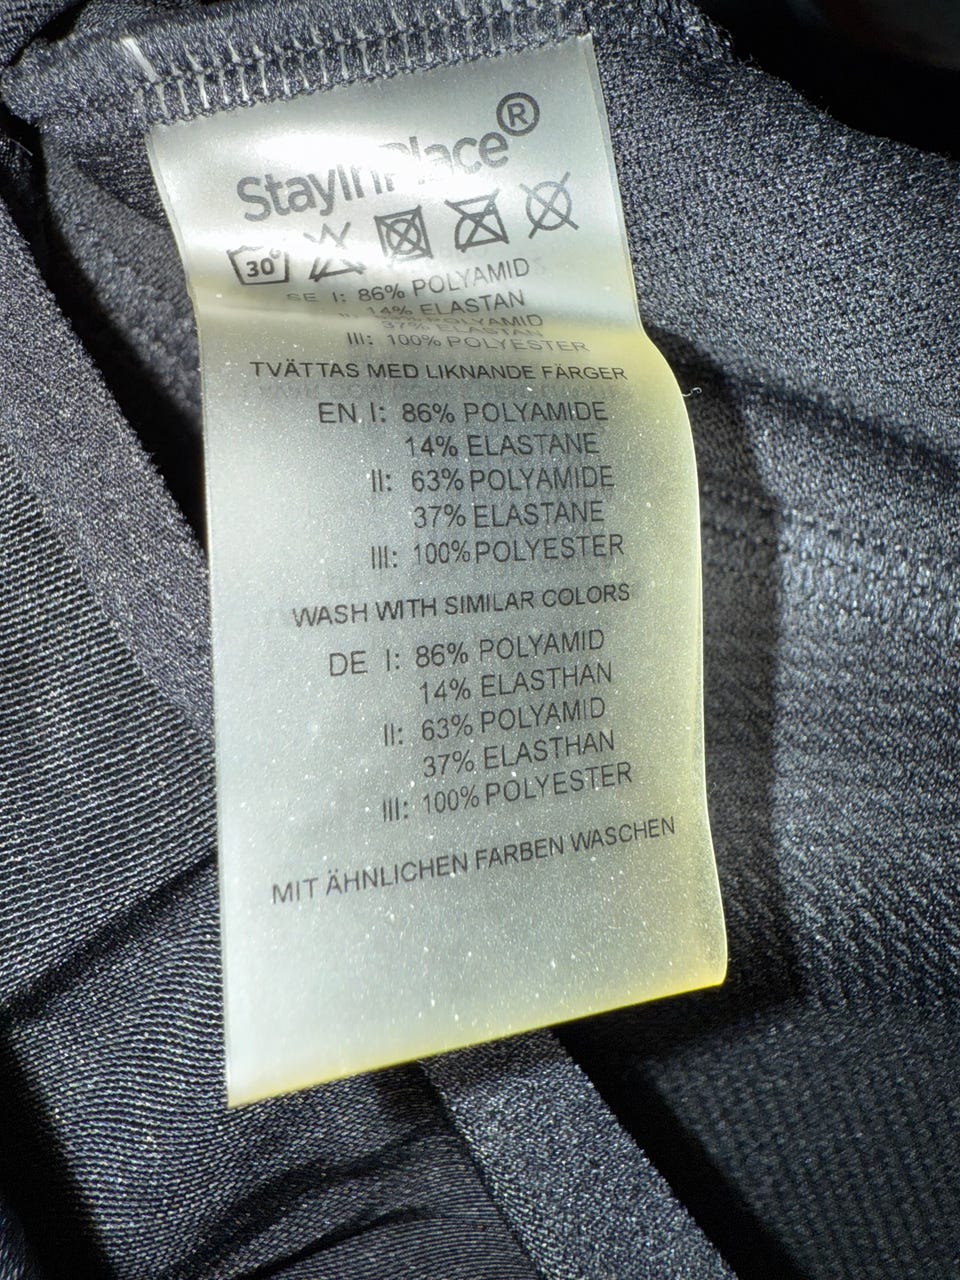 StayInPlace®
30°
SE I: 86% POLYAMID
14% ELASTAN
37% ELASTAN
III: 100% POLYESTER
TVÄTTAS MED LIKNANDE FÄRGER
EN I: 86% POLYAMIDE
14% ELASTANE
II: 63% POLYAMIDE
37% ELASTANE
III: 100% POLYESTER
WASH WITH SIMILAR COLORS
DE I: 86% POLYAMID
14% ELASTHAN
II: 63% POLYAMID
37% ELASTHAN
III: 100% POLYESTER
MIT ÄHNLICHEN FARBEN WASCHEN